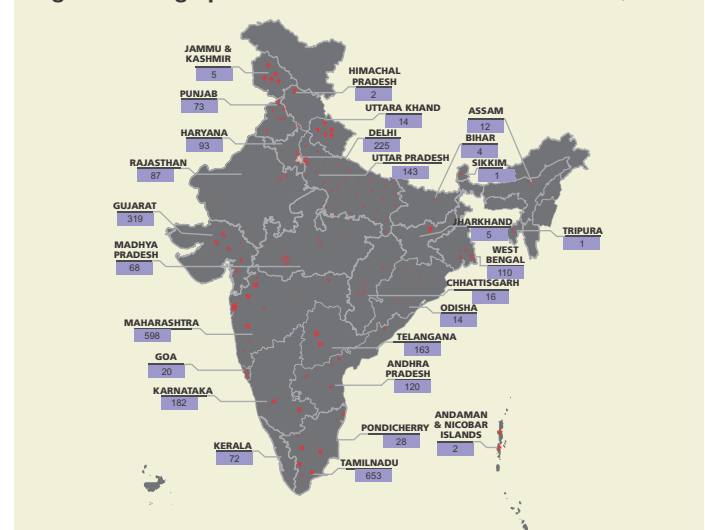 JAMMU &
KASHMIR
5
HIMACHAL
PRADESH
2
PUNJAB
73
UTTARA KHAND
14
ASSAM
12
HARYANA
93
DELHI
225
BIHAR
4
RAJASTHAN
87
UTTAR PRADESH
143
SIKKIM
1
GUJARAT
319
JHARKHAND
5
TRIPURA
1
MADHYA
PRADESH
68
WEST
BENGAL
110
CHHATTISGARH
16
ODISHA
14
MAHARASHTRA
598
TELANGANA
163
GOA
20
ANDHRA
PRADESH
120
KARNATAKA
182
ANDAMAN
& NICOBAR
ISLANDS
2
PONDICHERRY
28
KERALA
72
TAMILNADU
653